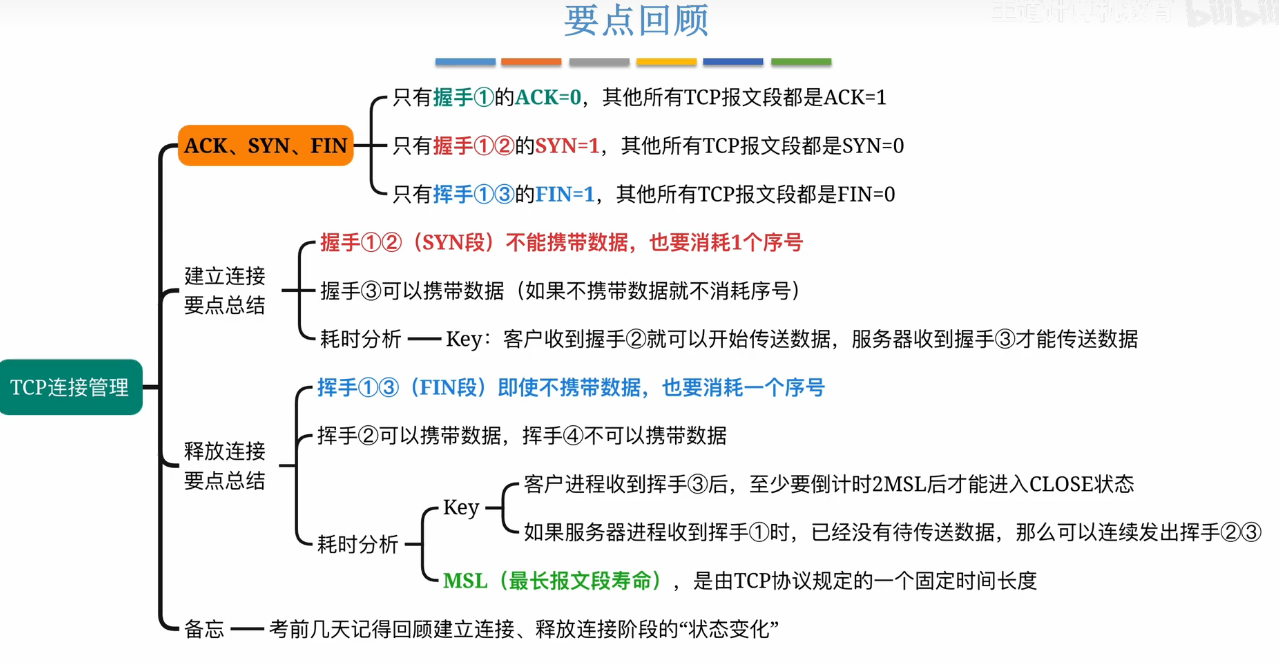 要点回顾
只有握手①的ACK=0，其他所有TCP报文段都是ACK=1
ACK、SYN、FIN
只有握手①②的SYN=1，其他所有TCP报文段都是SYN=0
只有挥手①③的FIN=1，其他所有TCP报文段都是FIN=0
握手①②（SYN段）不能携带数据，也要消耗1个序号
建立连接
要点总结
握手③可以携带数据（如果不携带数据就不消耗序号）
耗时分析
Key：客户收到握手②就可以开始传送数据，服务器收到握手③才能传送数据
TCP连接管理
挥手①③（FIN段）即使不携带数据，也要消耗一个序号
挥手②可以携带数据，挥手④不可以携带数据
释放连接
要点总结
客户进程收到挥手③后，至少要倒计时2MSL后才能进入CLOSE状态
Key
如果服务器进程收到挥手①时，已经没有待传送数据，那么可以连续发出挥手②③
耗时分析
MSL（最长报文段寿命），是由TCP协议规定的一个固定时间长度
备忘
考前几天记得回顾建立连接、释放连接阶段的“状态变化”